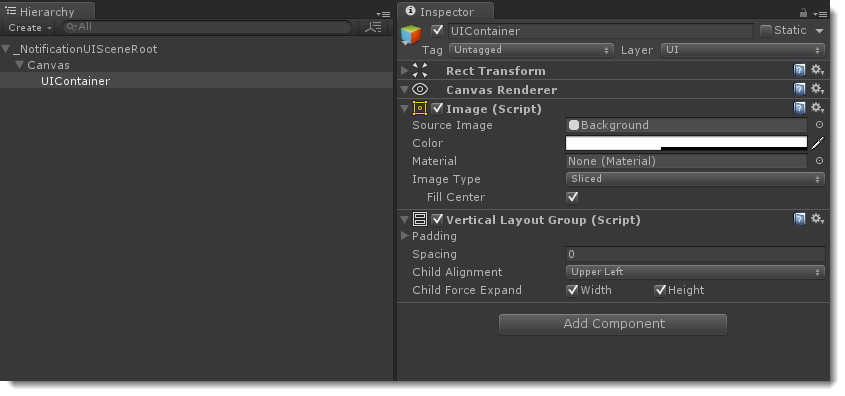 Hierarchy
Create
All
_NotificationUISceneRoot
Canvas
UIContainer
Inspector
UIContainer
Static
Tag Untagged Layer UI
Rect Transform
Canvas Renderer
Image (Script)
Source Image Background
Color
Material None (Material)
Image Type Sliced
Fill Center
Vertical Layout Group (Script)
Padding
Spacing 0
Child Alignment Upper Left
Child Force Expand Width Height
Add Component